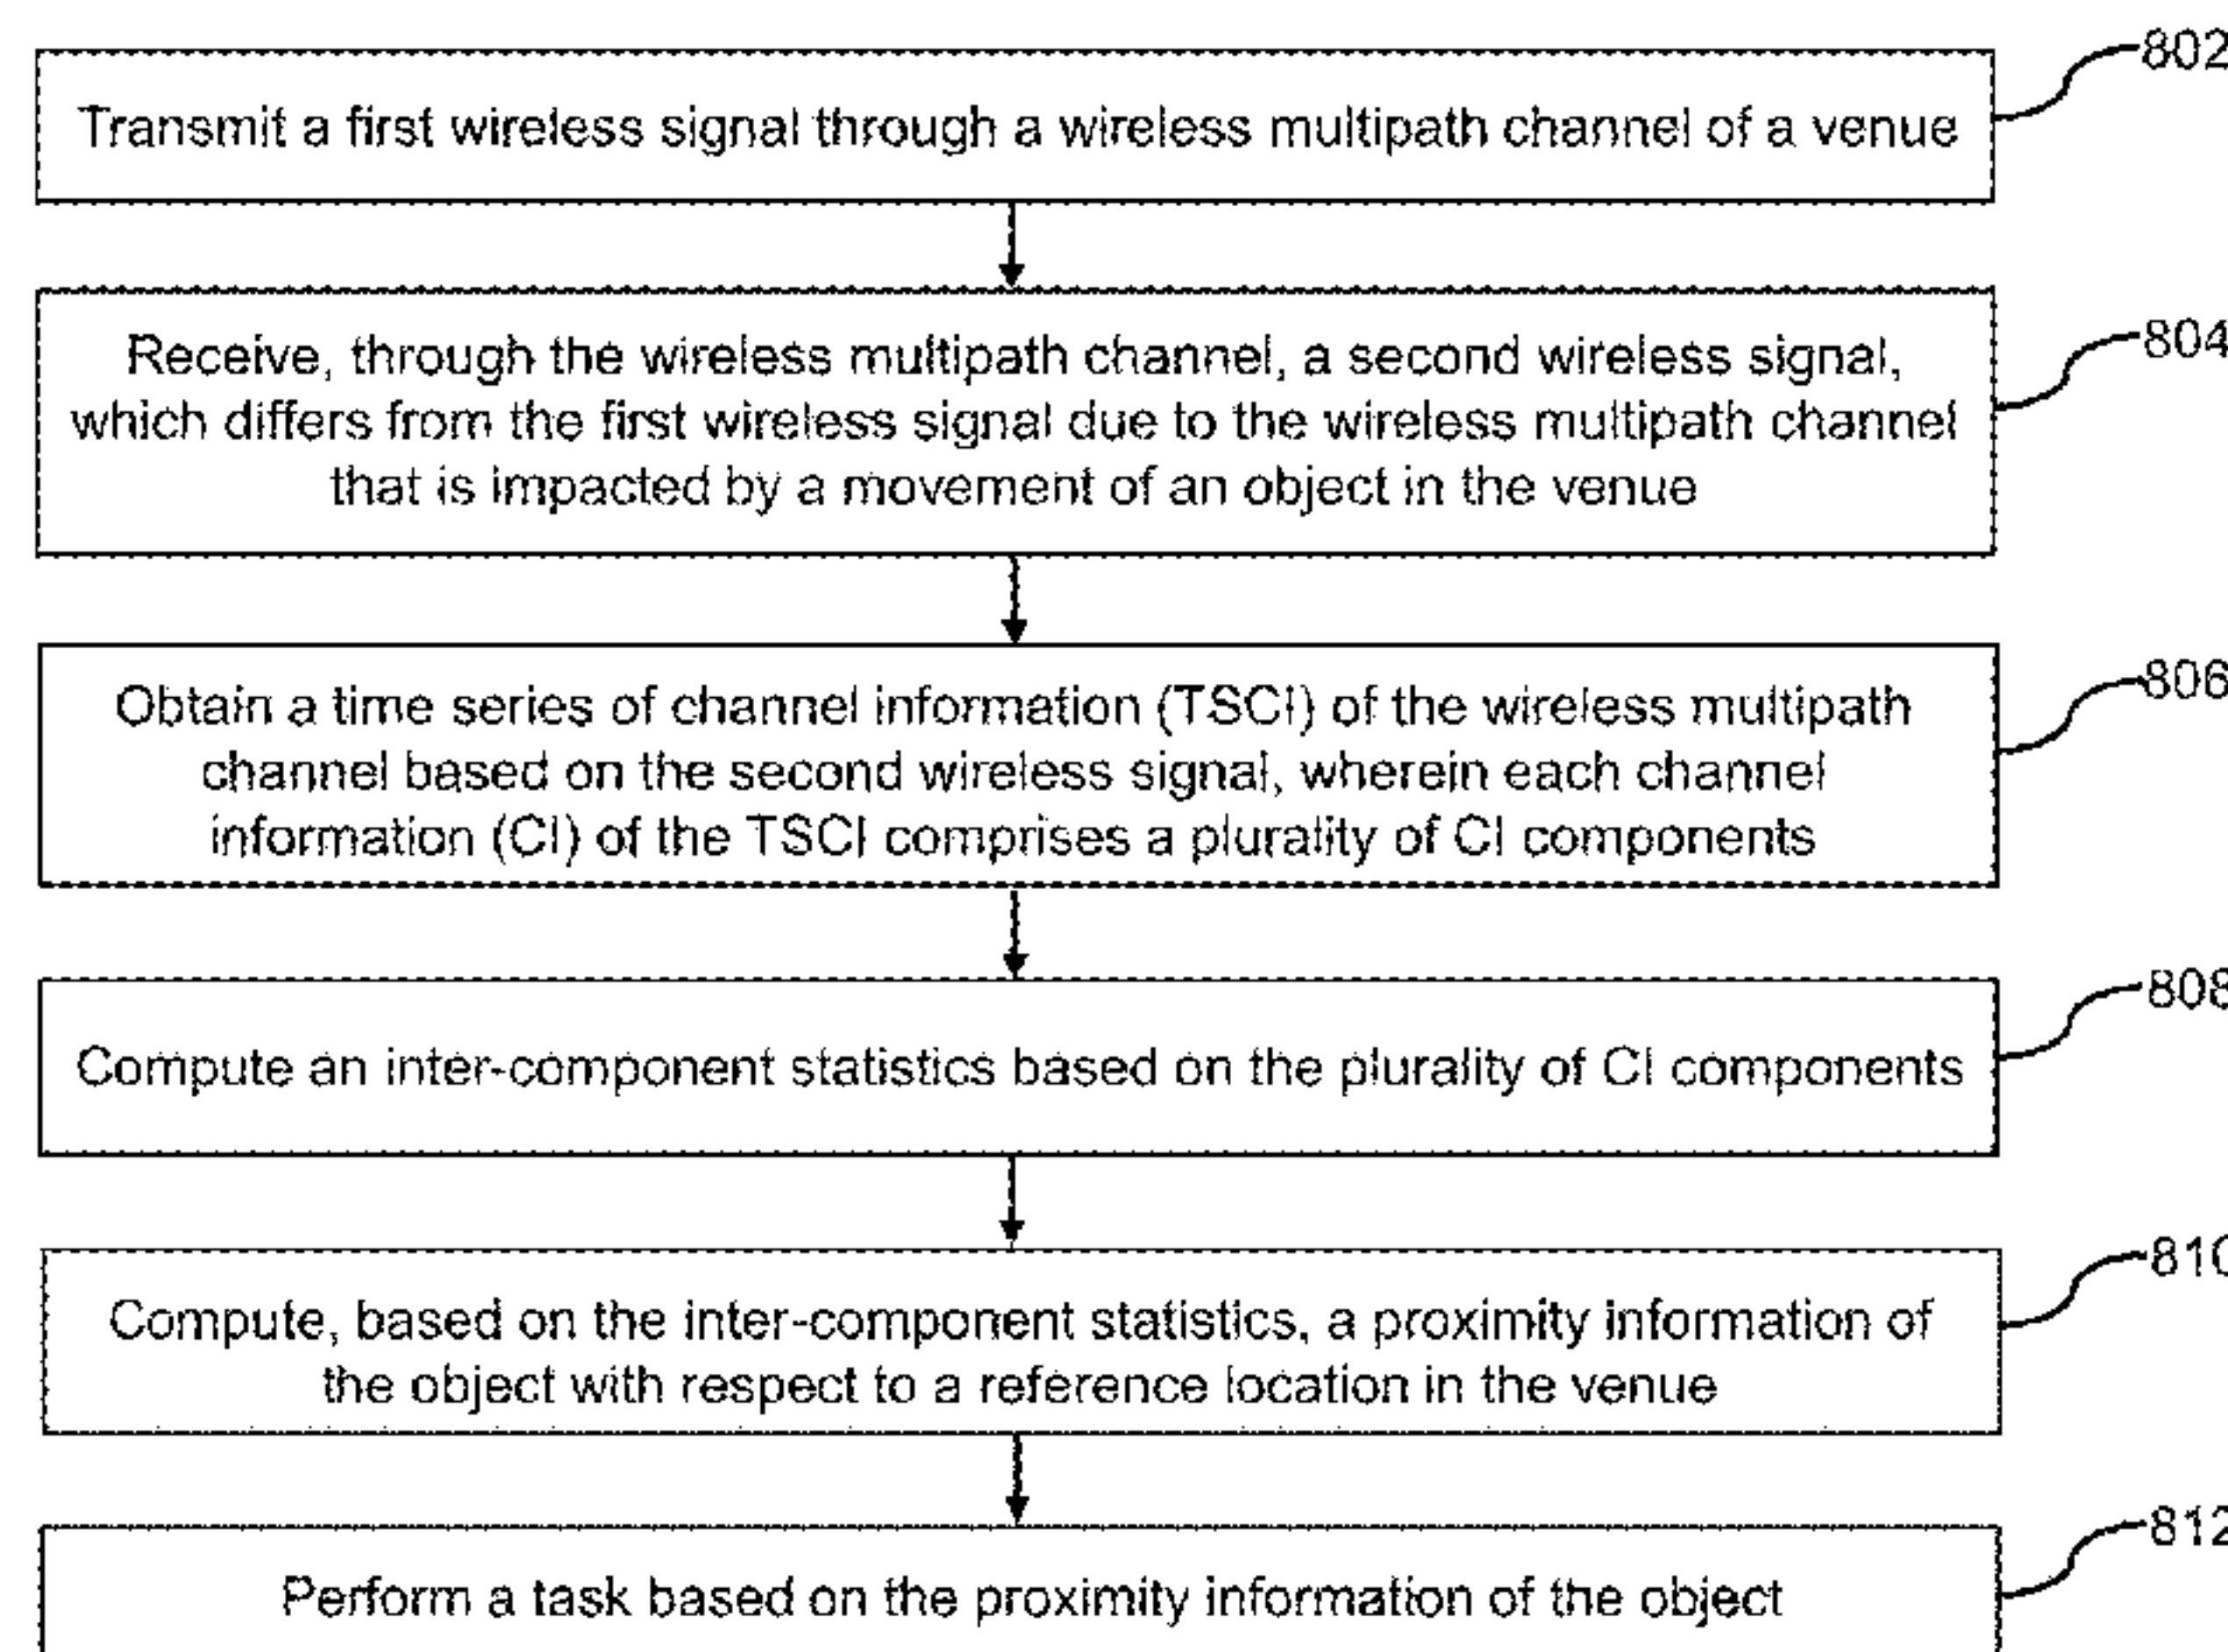 802
Transmit a first wireless signal through a wireless multipath channel of a venue
804
Receive, through the wireless multipath channel, a second wireless signal,
which differs from the first wireless signal due to the wireless multipath channel
that is impacted by a movement of an object in the venue
806
Obtain a time series of channel information (TSCI) of the wireless multipath
channel based on the second wireless signal, wherein each channel
information (CI) of the TSCI comprises a plurality of CI components
808
Compute an inter-component statistics based on the plurality of CI components
810
Compute, based on the inter-component statistics, a proximity information of
the object with respect to a reference location in the venue
812
Perform a task based on the proximity information of the object